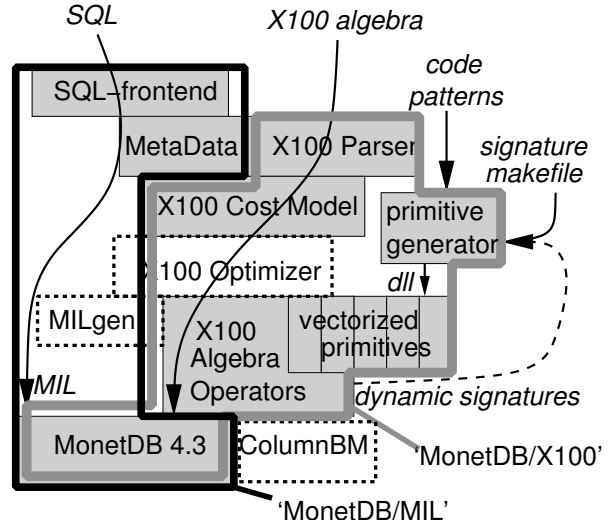 SQL
X100 algebra
code
patterns
SQL-frontend
MetaData
X100 Parser
signature
makefile
X100 Cost Model
primitive
generator
X100 Optimizer
dll
MILgen
X100
Algebra
Operators
vectorized
primitives
MIL
dynamic signatures
MonetDB 4.3
ColumnBM
'MonetDB/X100'
'MonetDB/MIL'